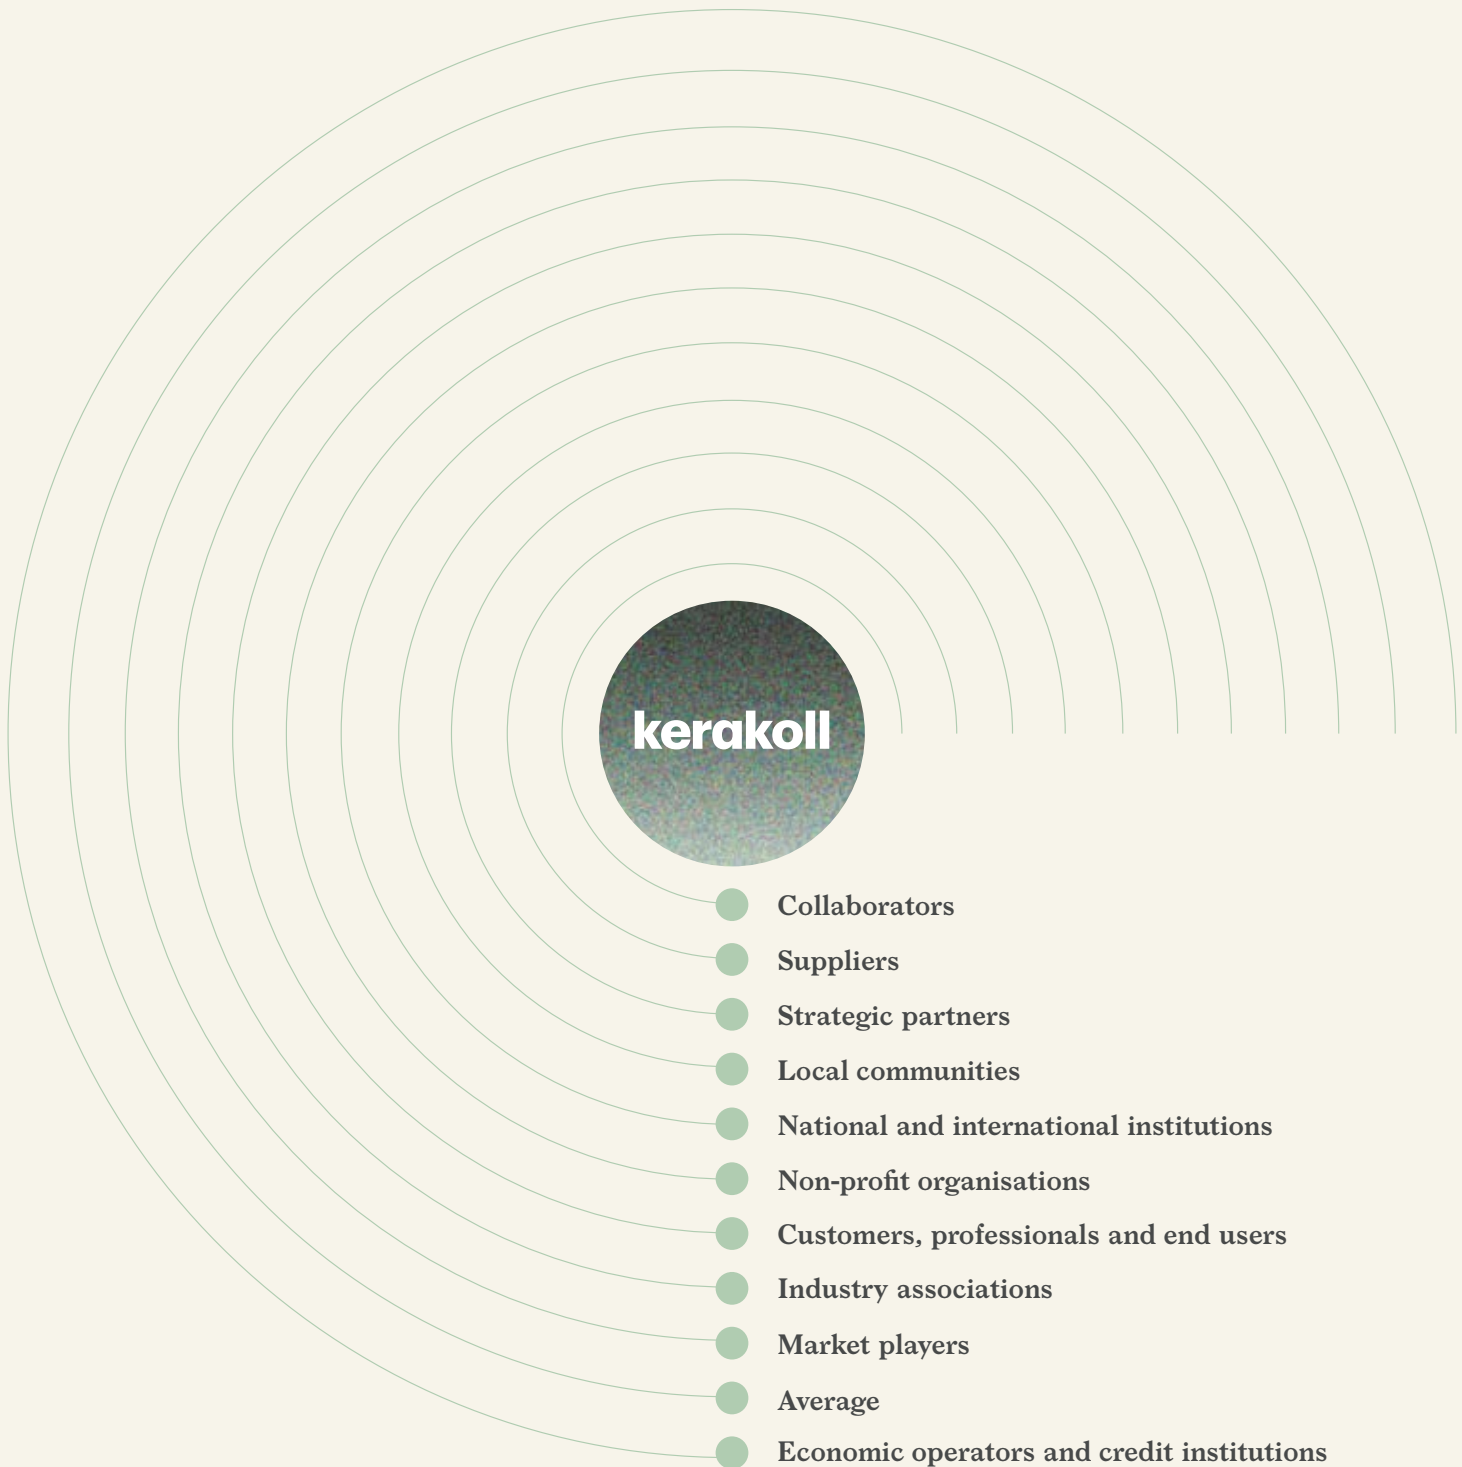 kerakoll
Collaborators
Suppliers
Strategic partners
Local communities
National and international institutions
Non-profit organisations
Customers, professionals and end users
Industry associations
Market players
Average
Economic operators and credit institutions